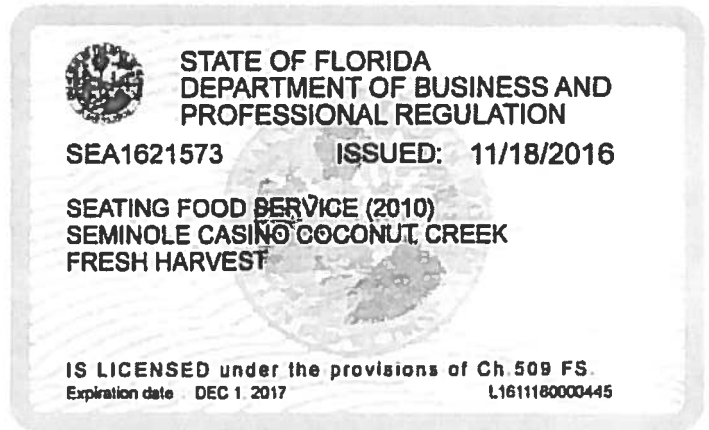 STATE OF FLORIDA
DEPARTMENT OF BUSINESS AND
PROFESSIONAL REGULATION
SEA1621573 ISSUED: 11/18/2016
SEATING FOOD SERVICE (2010)
SEMINOLE CASINO COCONUT CREEK
FRESH HARVEST
IS LICENSED under the provisions of Ch.509 FS.
Expiration date DEC 1, 2017 L1611180000445